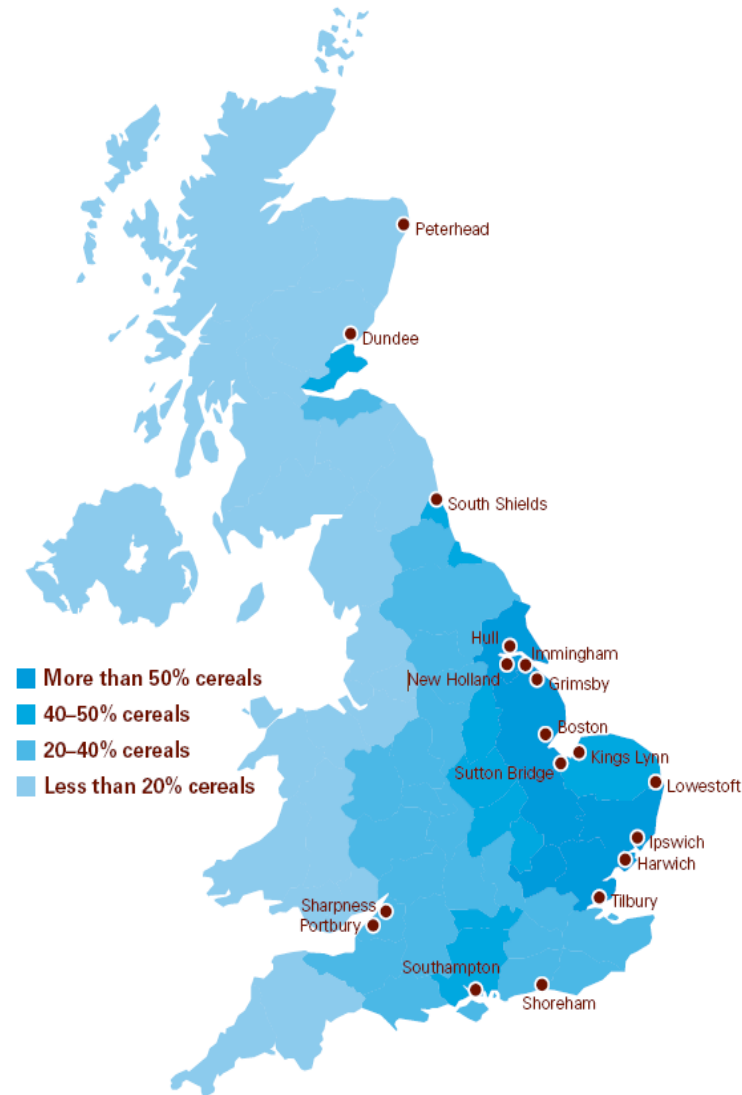 Peterhead
Dundee
South Shields
Hull
Immingham
New Holland
Grimsby
More than 50% cereals
40–50% cereals
20–40% cereals
Less than 20% cereals
Boston
Kings Lynn
Sutton Bridge
Lowestoft
Ipswich
Harwich
Tilbury
Sharpness
Portbury
Southampton
Shoreham